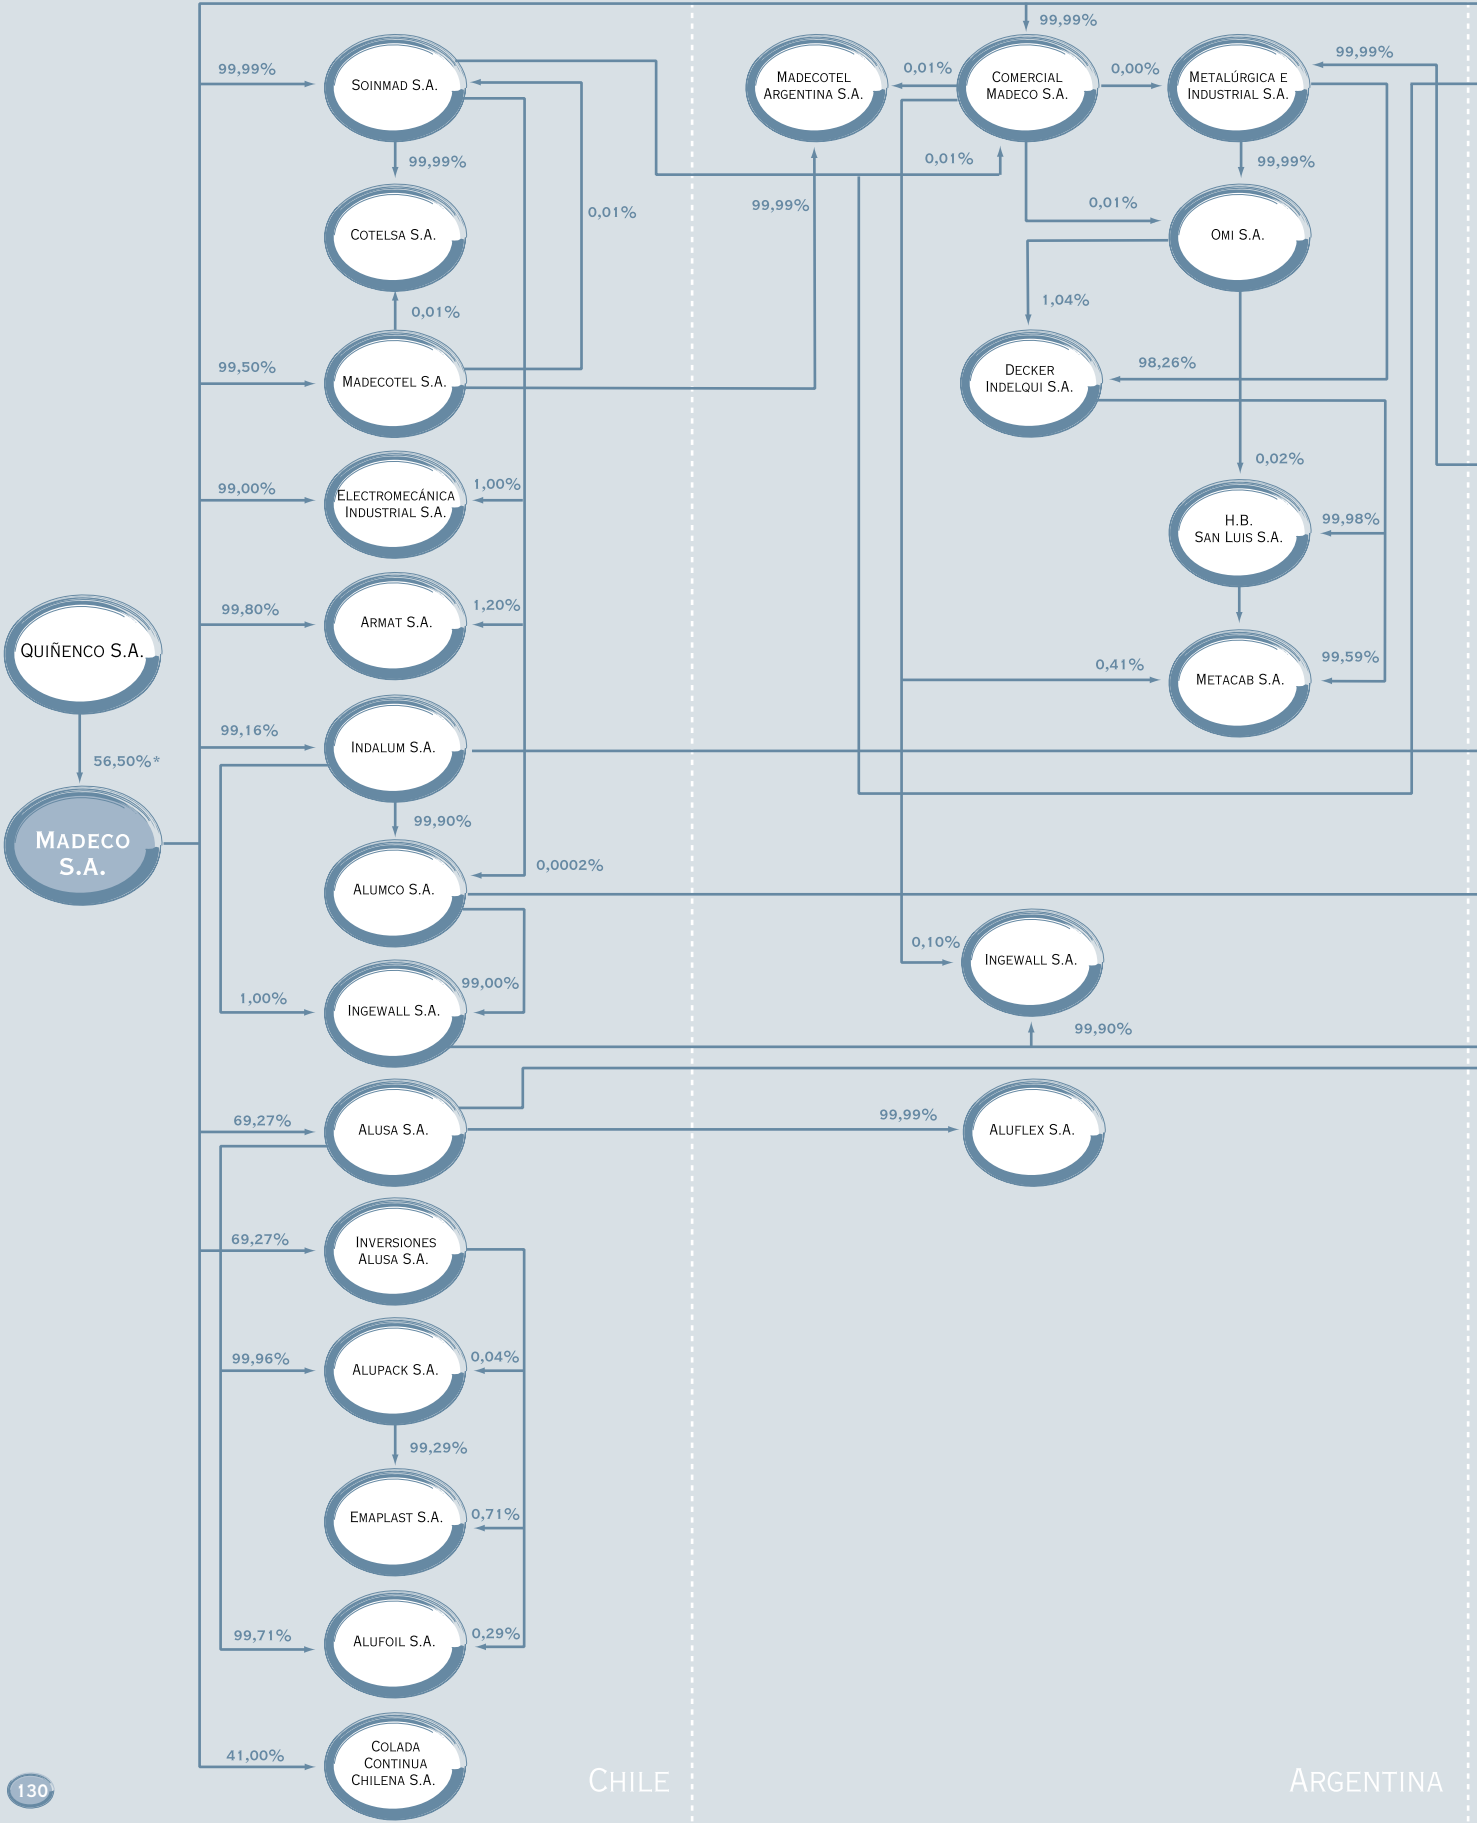 99,99%
99,99%
SOINMAD S.A.
MADECOTEL
ARGENTINA S.A.
0,01%
COMERCIAL
MADECO S.A.
0,00%
METALÚRGICA E
INDUSTRIAL S.A.
99,99%
99,99%
0,01%
99,99%
COTELSA S.A.
0,01%
99,99%
0,01%
OMI S.A.
0,01%
1,04%
99,50%
MADECOTEL S.A.
DECKER
INDELQUI S.A.
98,26%
99,00%
ELECTROMECÁNICA
INDUSTRIAL S.A.
1,00%
0,02%
H.B.
SAN LUIS S.A.
99,98%
99,80%
ARMAT S.A.
1,20%
QUIÑENCO S.A.
0,41%
METACAB S.A.
99,59%
56,50%*
99,16%
INDALUM S.A.
99,90%
MADECO
S.A.
ALUMCO S.A.
0,0002%
0,10%
INGEWALL S.A.
1,00%
INGEWALL S.A.
99,00%
99,90%
69,27%
ALUSA S.A.
99,99%
ALUFLEX S.A.
69,27%
INVERSIONES
ALUSA S.A.
99,96%
ALUPACK S.A.
0,04%
99,29%
EMAPLAST S.A.
0,71%
99,71%
ALUFOIL S.A.
0,29%
41,00%
COLADA
CONTINUA
CHILENA S.A.
CHILE
ARGENTINA
130